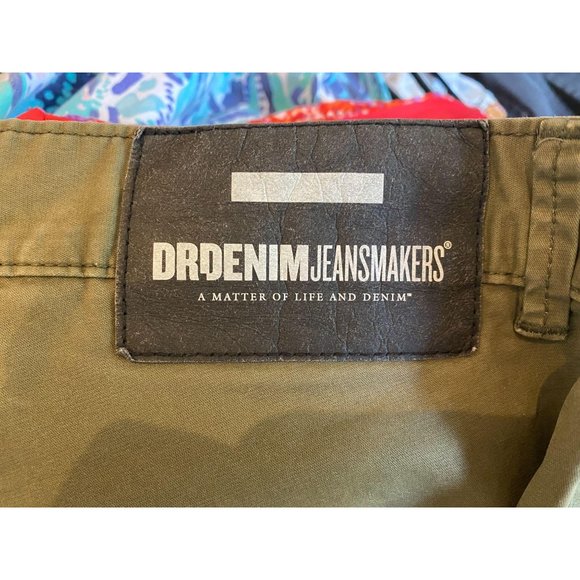 DRDENIMJEANSMAKERS®
A MATTER OF LIFE AND DENIM™